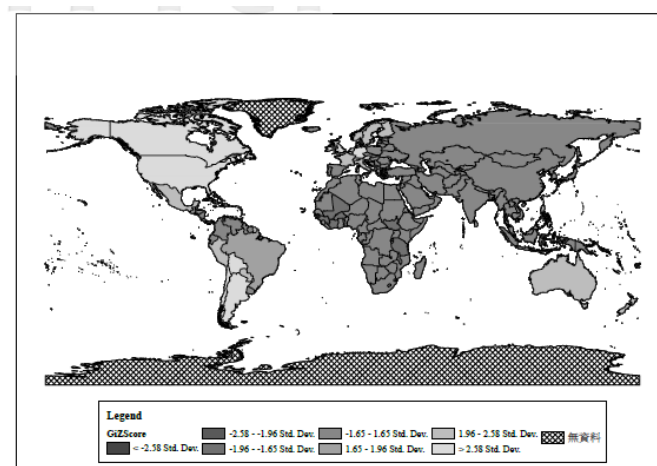 Legend
GiZScore
-2.58 - -1.96 Std. Dev. -1.65 - 1.65 Std. Dev. 1.96 - 2.58 Std. Dev. 無資料
< -2.58 Std. Dev. -1.96 - -1.65 Std. Dev. 1.65 - 1.96 Std. Dev. > 2.58 Std. Dev.